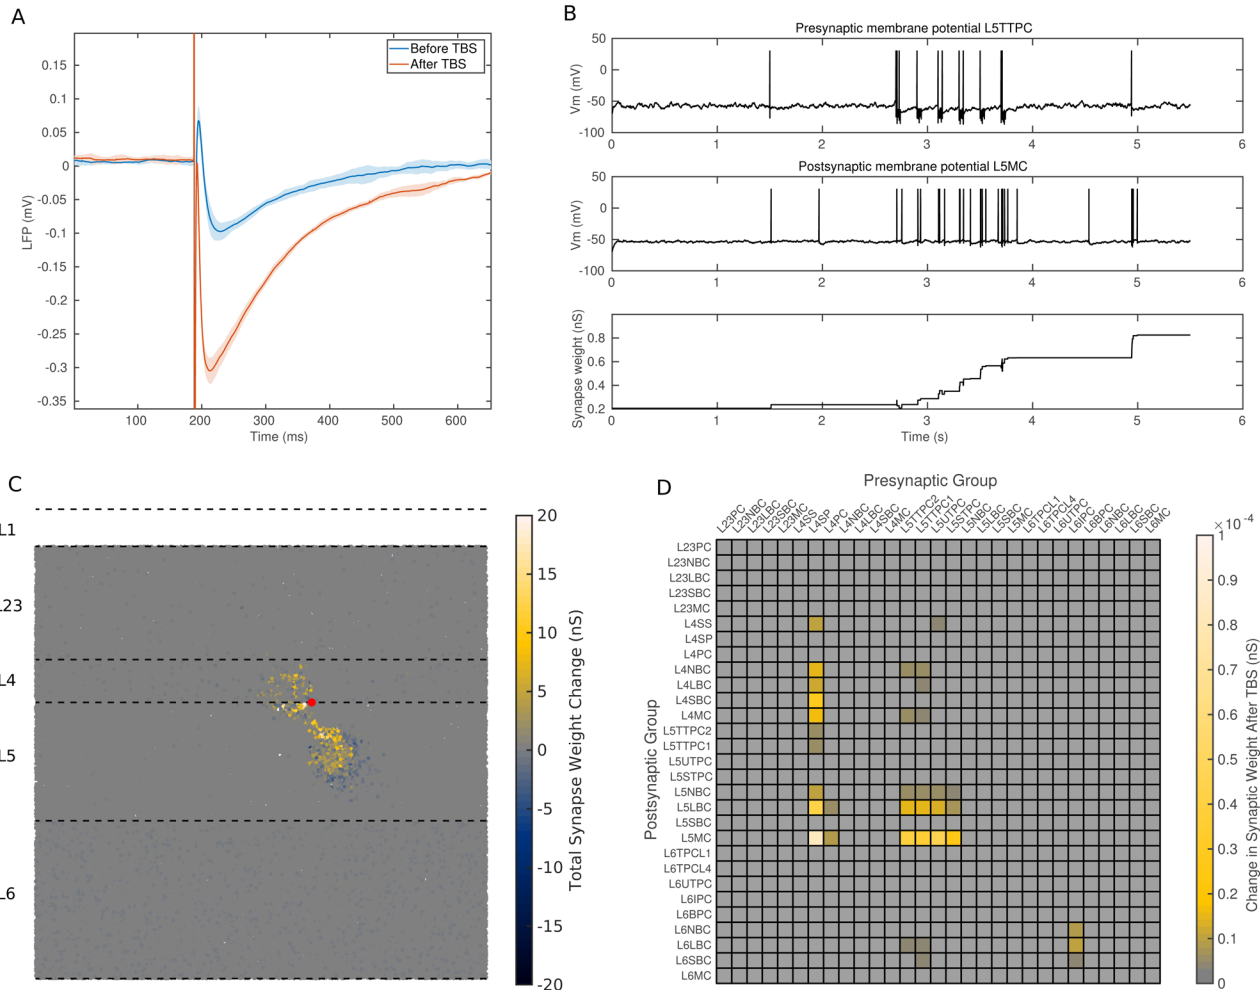 A
Before TBS
After TBS
0.15
0.1
0.05
0
-0.05
-0.1
-0.15
-0.2
-0.25
-0.3
-0.35
LFP (mV)
100
200
300
400
500
600
Time (ms)
B
Presynaptic membrane potential L5TTPC
50
0
-50
-100
Vm (mV)
0
1
2
3
4
5
6
Postsynaptic membrane potential L5MC
50
0
-50
-100
Vm (mV)
0
1
2
3
4
5
6
0.8
0.6
0.4
0.2
Synapse weight (nS)
0
1
2
3
4
5
6
Time (s)
C
L1
L23
L4
L5
L6
20
15
10
5
0
-5
-10
-15
-20
Total Synapse Weight Change (nS)
D
Presynaptic Group
L23PC
L23NBC
L23LBC
L23SBC
L23MC
L4SS
L4SP
L4PC
L4NBC
L4LBC
L4SBC
L4MC
L5TTPC2
L5TTPC1
L5UTPC
L5STPC
L5NBC
L5LBC
L5SBC
L5MC
L6TPCL1
L6TPCL4
L6UTPC
L6IPC
L6BPC
L6NBC
L6LBC
L6SBC
L6MC
Postsynaptic Group
L23PC
L23NBC
L23LBC
L23SBC
L23MC
L4SS
L4SP
L4PC
L4NBC
L4LBC
L4SBC
L4MC
L5TTPC2
L5TTPC1
L5UTPC
L5STPC
L5NBC
L5LBC
L5SBC
L5MC
L6TPCL1
L6TPCL4
L6UTPC
L6IPC
L6BPC
L6NBC
L6LBC
L6SBC
L6MC
×10⁻⁴
1
0.9
0.8
0.7
0.6
0.5
0.4
0.3
0.2
0.1
0
Change in Synaptic Weight After TBS (nS)